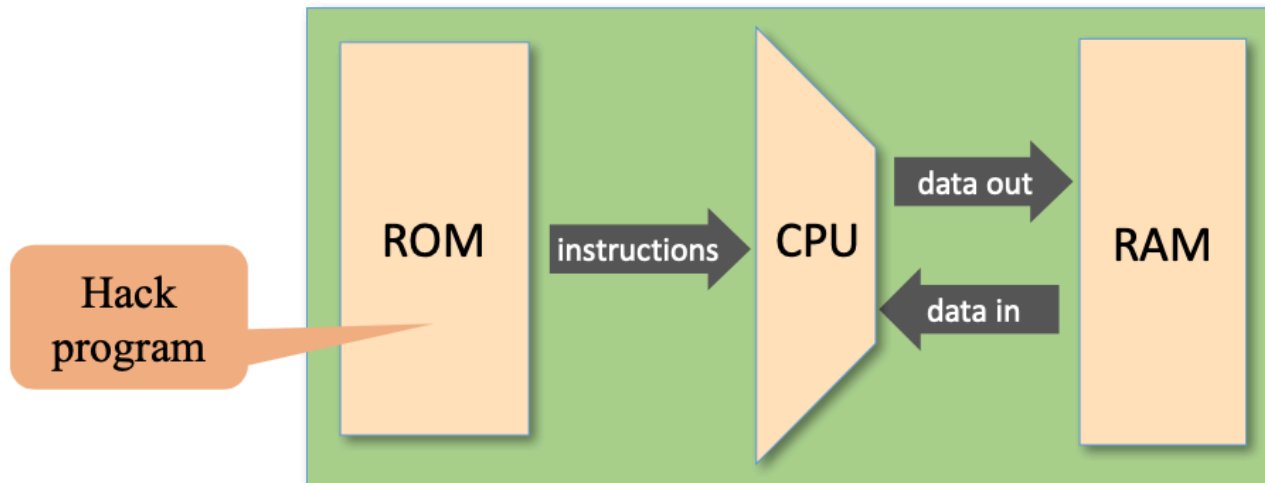 Hack
program
ROM
instructions
CPU
data out
data in
RAM